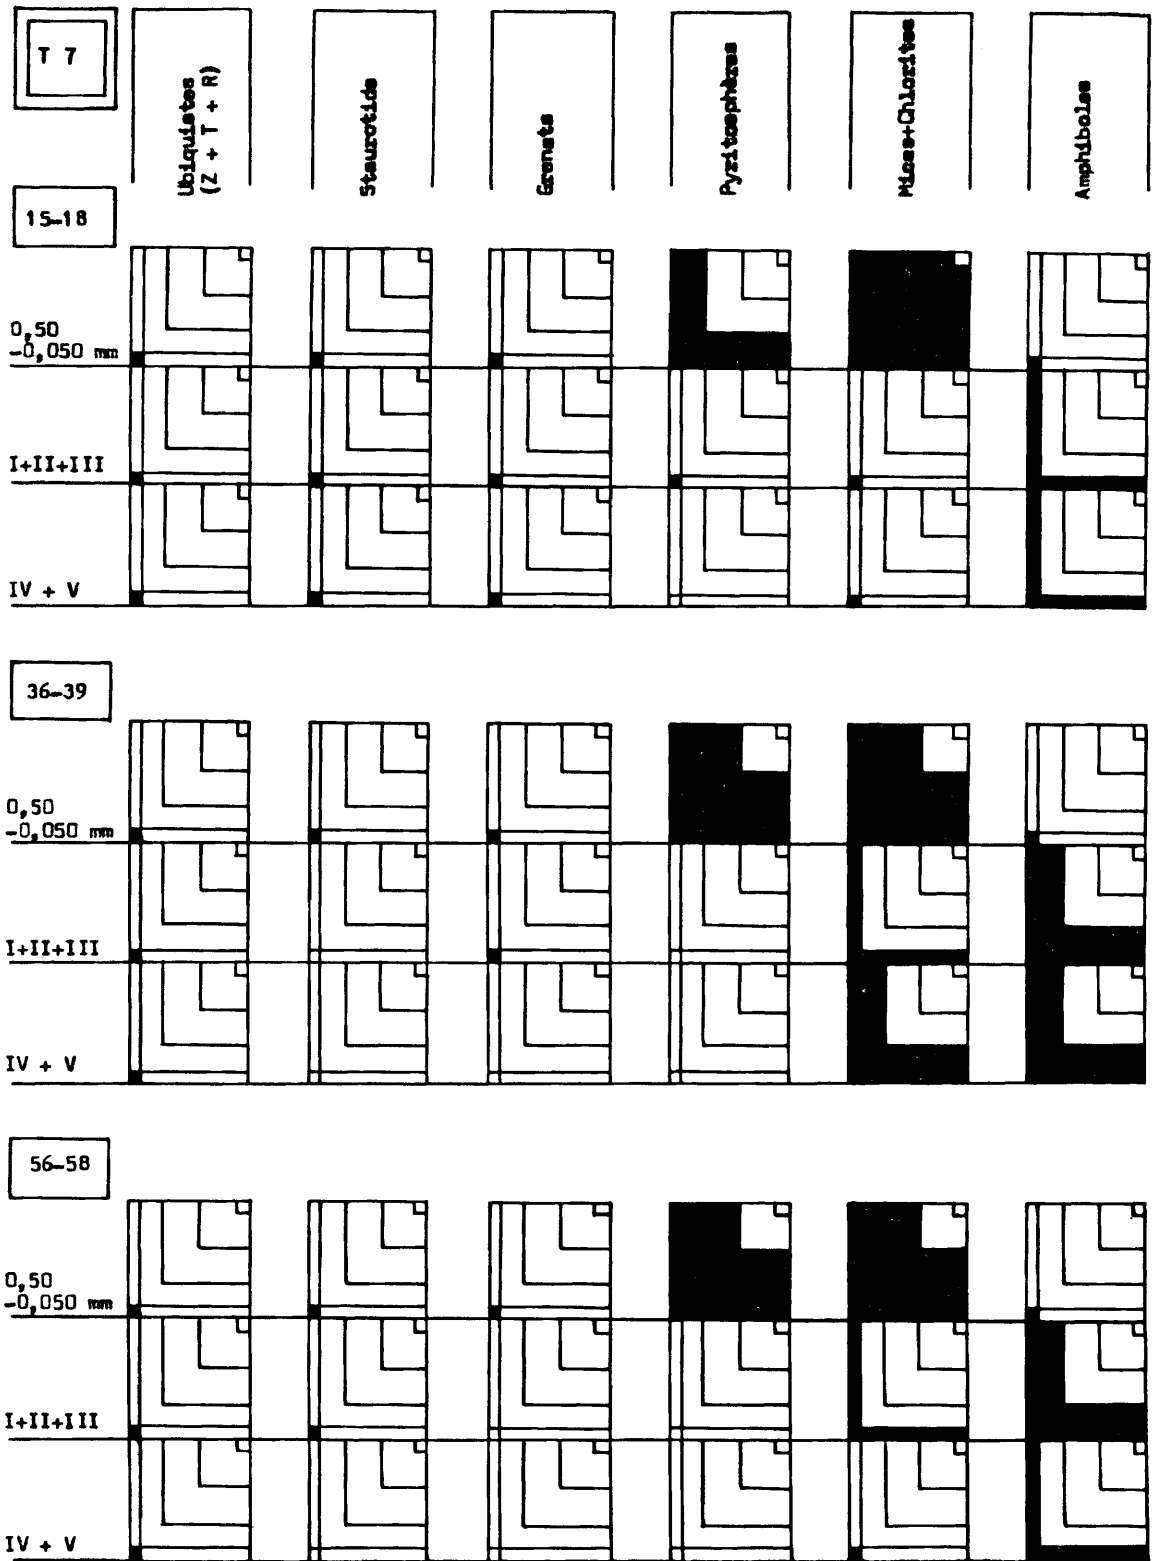 T 7
Ubiquistes
(Z + T + R)
Staurotide
Grenats
Pyritosphères
Micas+Chlorites
Amphiboles
15-18
0,50
-0,050 mm
I+II+III
IV + V
36-39
0,50
-0,050 mm
I+II+III
IV + V
56-58
0,50
-0,050 mm
I+II+III
IV + V